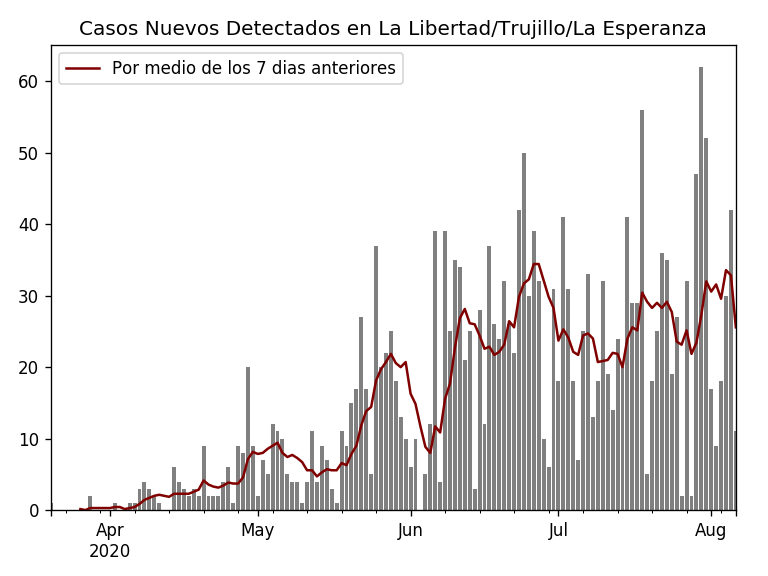 Casos Nuevos Detectados en La Libertad/Trujillo/La Esperanza
Por medio de los 7 dias anteriores
60
50
40
30
20
10
0
Apr May Jun Jul Aug
2020